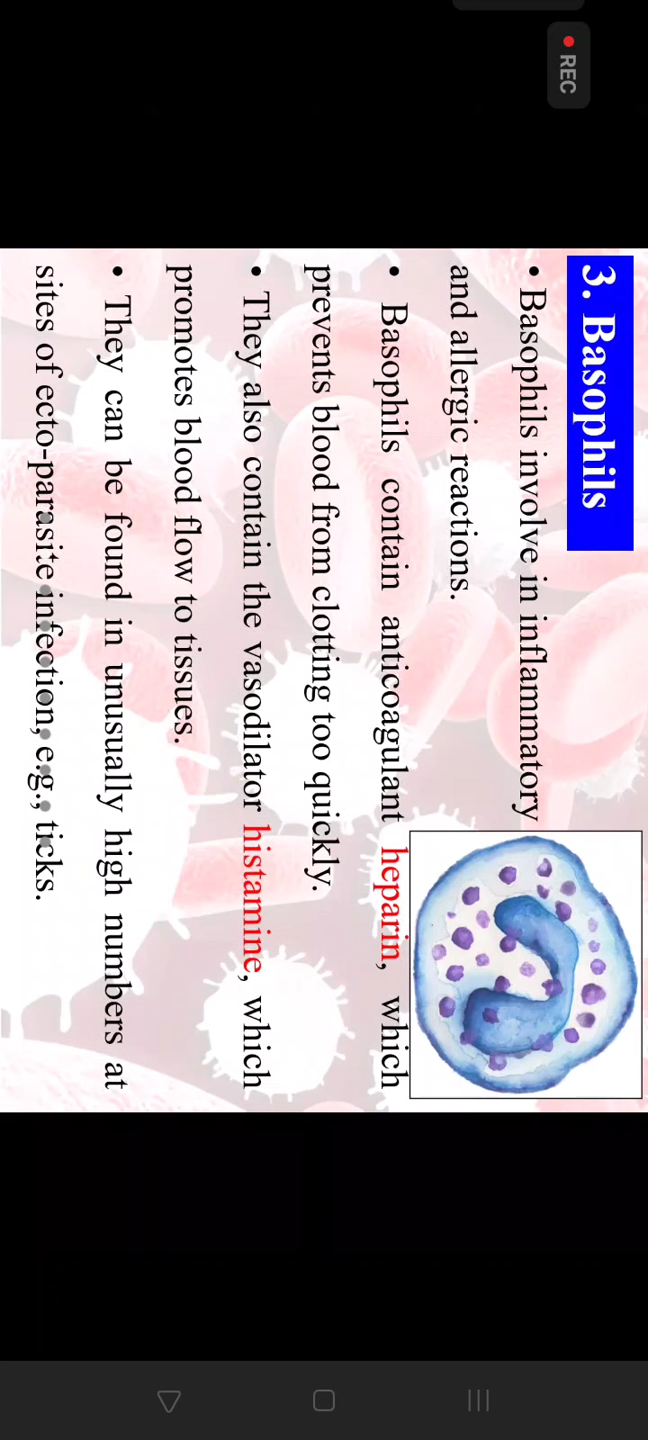 REC
3. Basophils
• Basophils involve in inflammatory
and allergic reactions.
• Basophils contain anticoagulant heparin, which
prevents blood from clotting too quickly.
• They also contain the vasodilator histamine, which
promotes blood flow to tissues.
• They can be found in unusually high numbers at
sites of ecto-parasite infection, e.g., ticks.